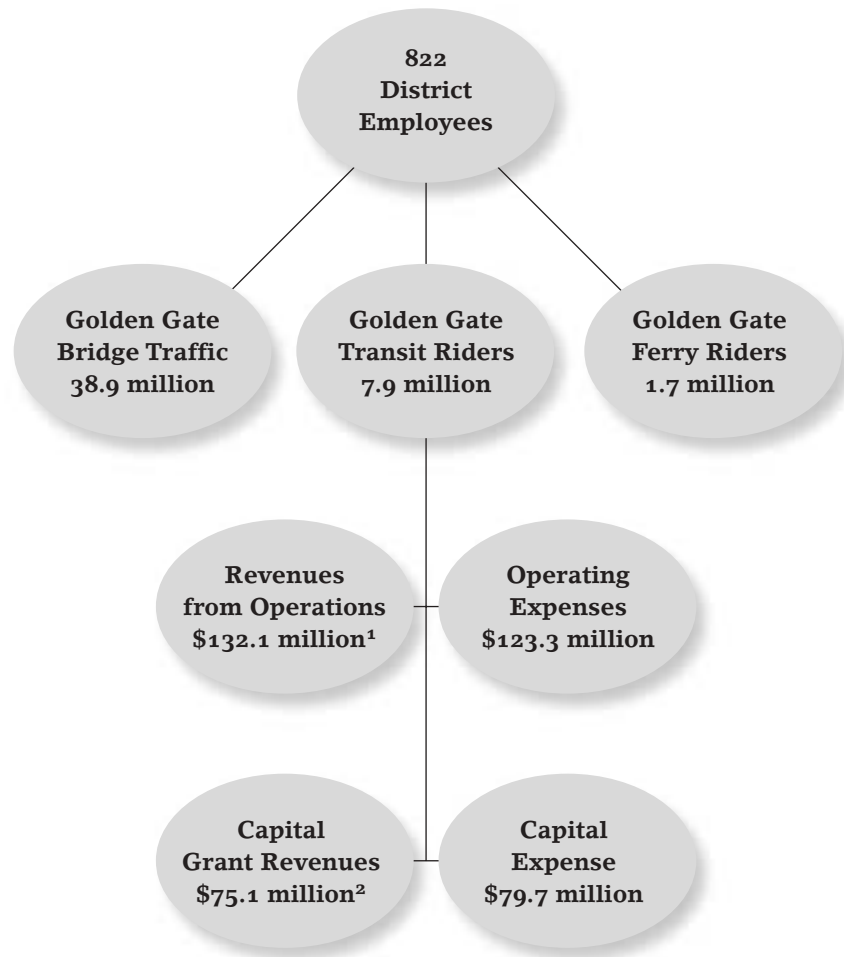 822
District
Employees
Golden Gate
Bridge Traffic
38.9 million
Golden Gate
Transit Riders
7.9 million
Golden Gate
Ferry Riders
1.7 million
Revenues
from Operations
$132.1 million¹
Operating
Expenses
$123.3 million
Capital
Grant Revenues
$75.1 million²
Capital
Expense
$79.7 million